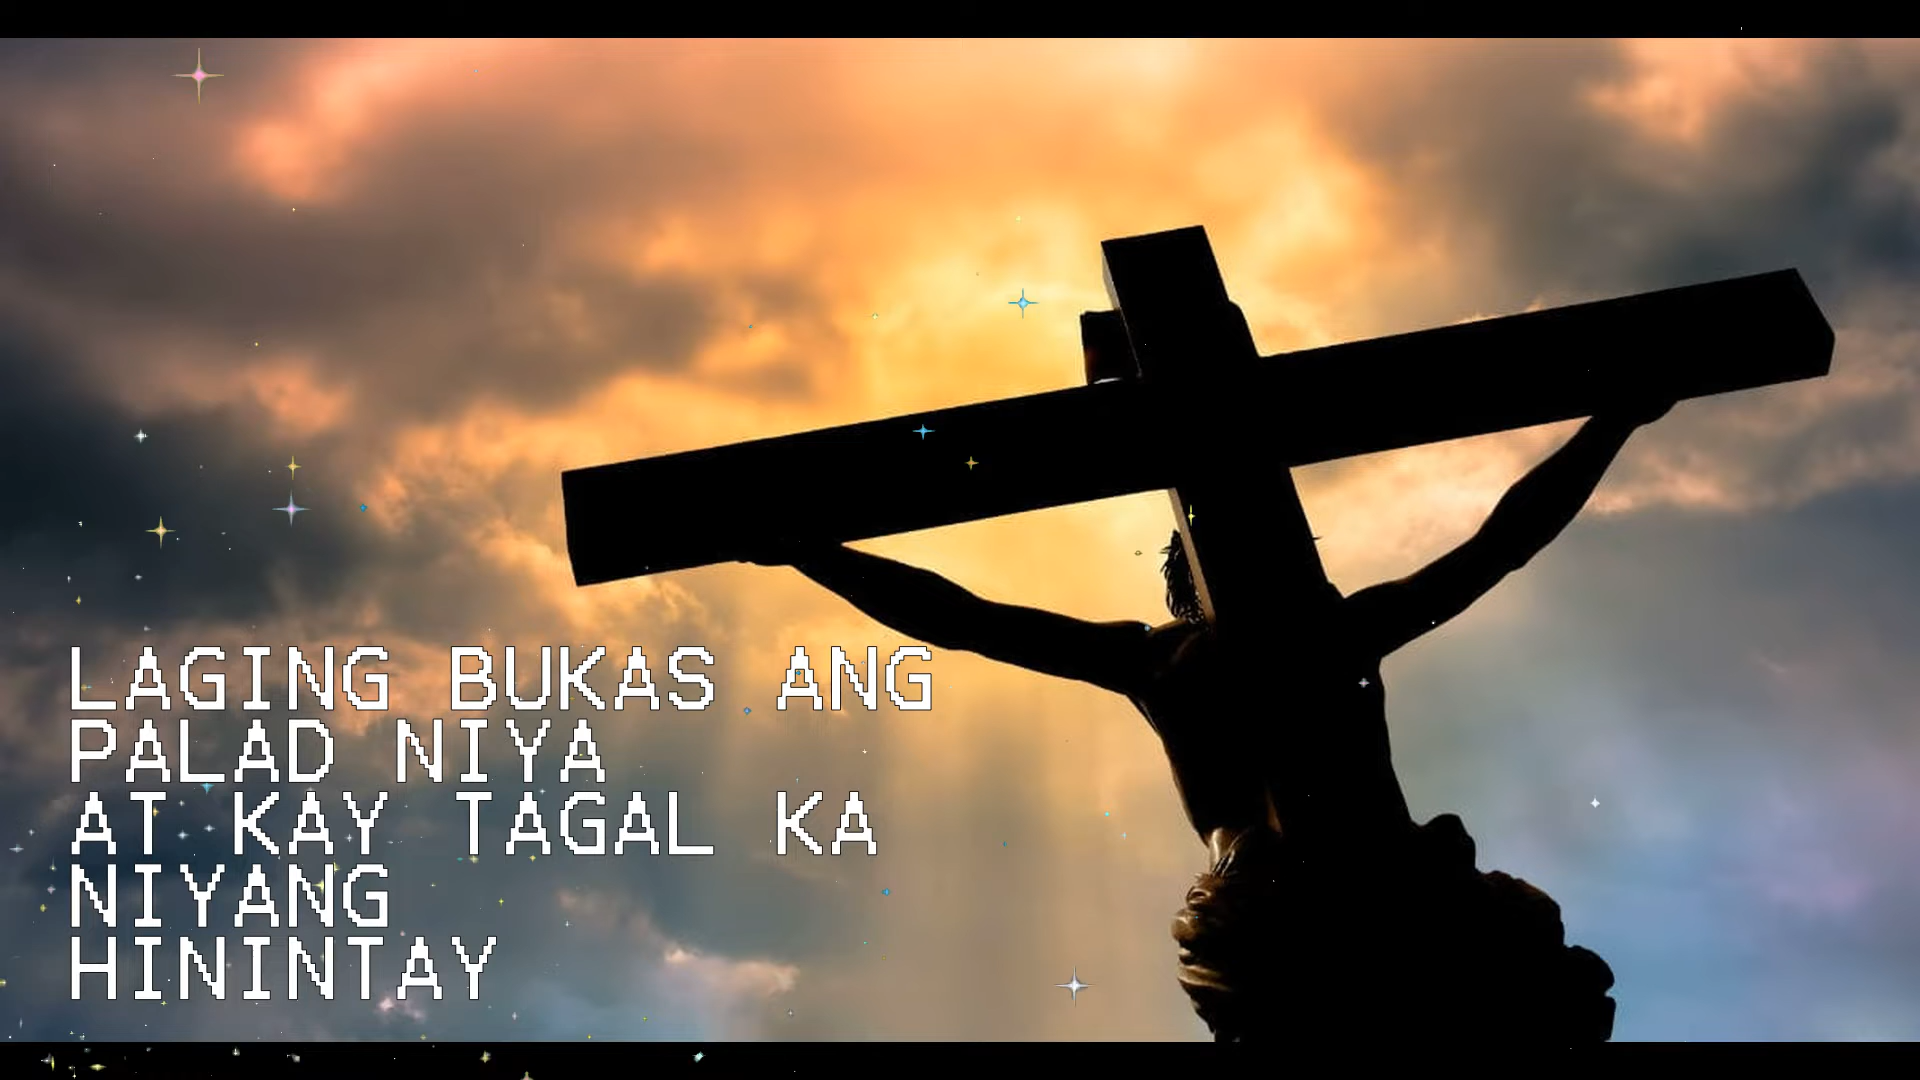 LAGING BUKAS ANG
PALAD NIYA
AT KAY TAGAL KA
NIYANG
HININTAY